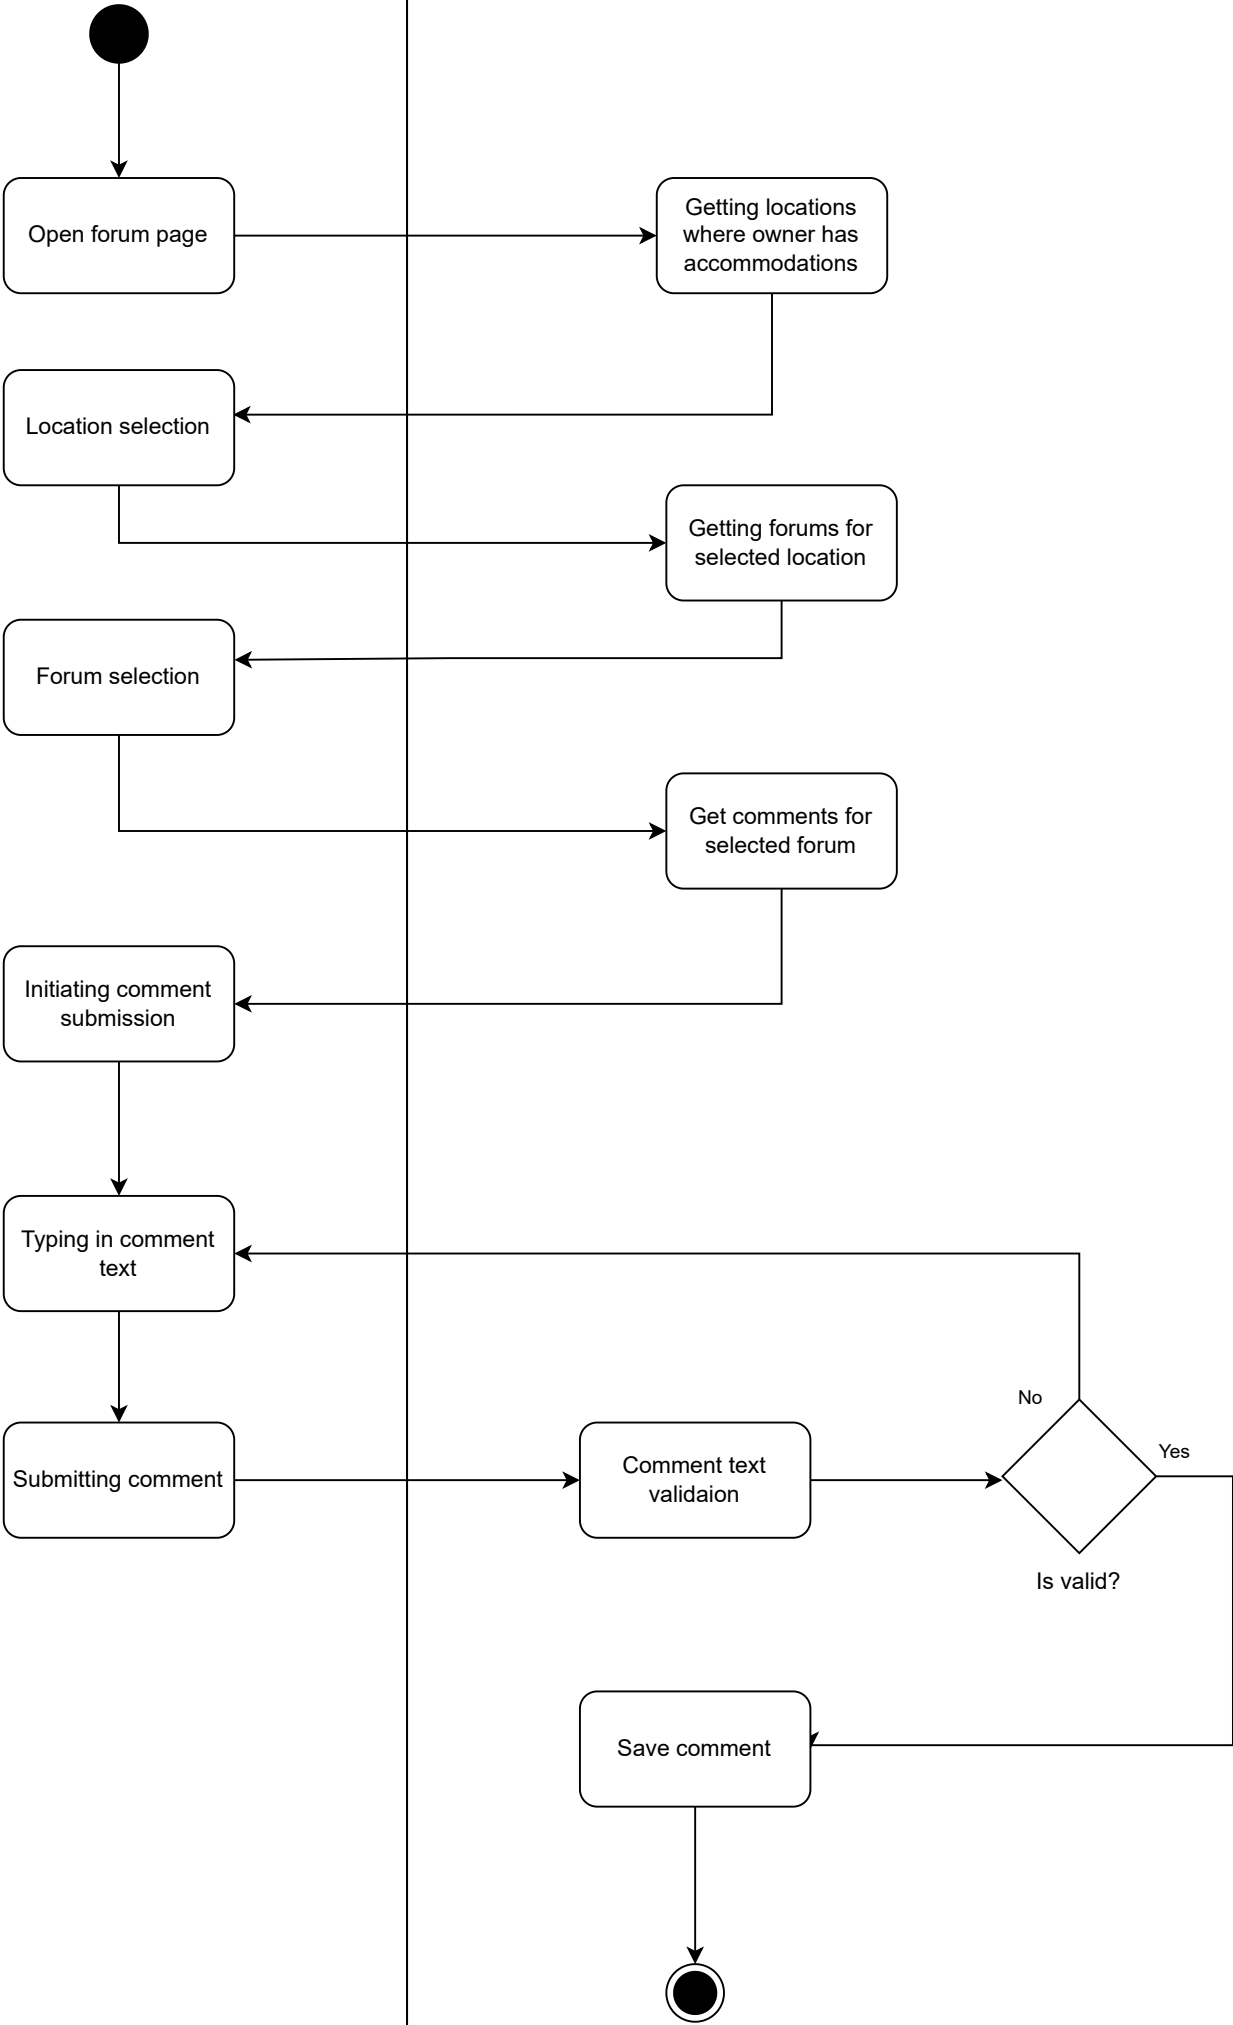 Open forum page
Getting locations
where owner has
accommodations
Location selection
Getting forums for
selected location
Forum selection
Get comments for
selected forum
Initiating comment
submission
Typing in comment
text
No
Yes
Submitting comment
Comment text
validaion
Is valid?
Save comment